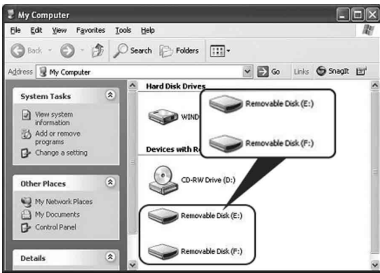 My Computer
File Edit View Favorites Tools Help
Back Search Folders
Address My Computer Go Links SnagIt
System Tasks
View system
information
Add or remove
programs
Change a setting
Other Places
My Network Places
My Documents
Control Panel
Details
Hard Disk Drives
WIND
Removable Disk (E:)
Removable Disk (F:)
Devices with R
CD-RW Drive (D:)
Removable Disk (E:)
Removable Disk (F:)